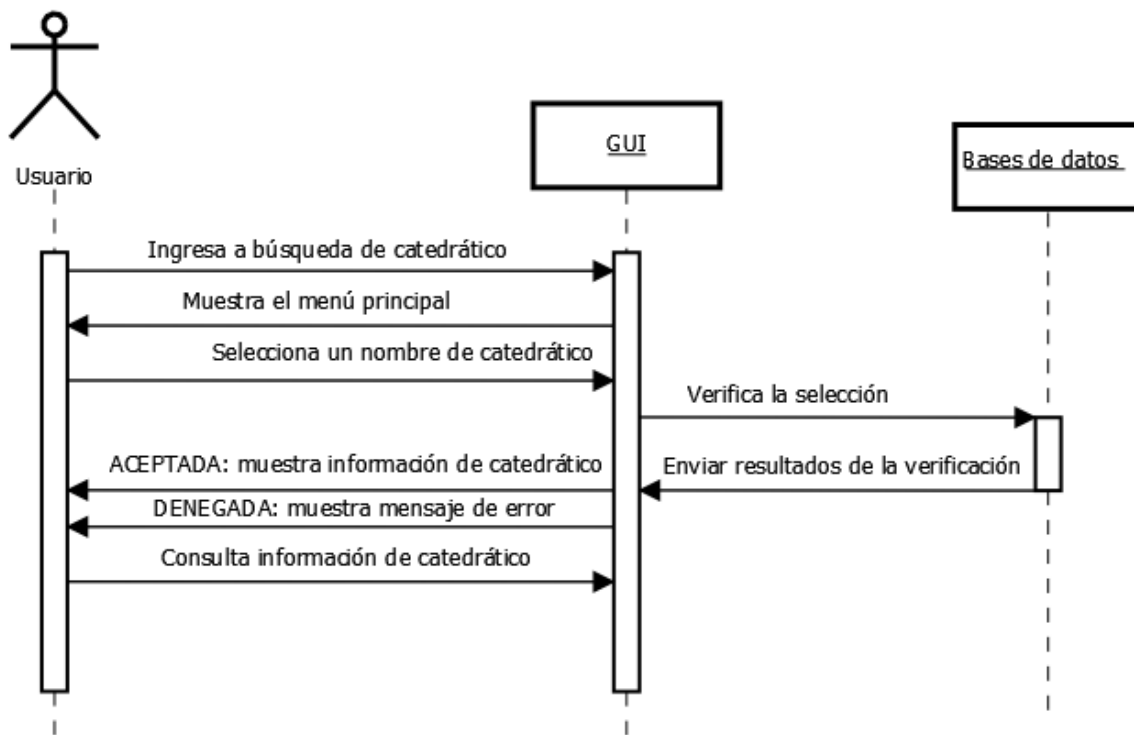 Usuario
GUI
Bases de datos
Ingresa a búsqueda de catedrático
Muestra el menú principal
Selecciona un nombre de catedrático
Verifica la selección
ACEPTADA: muestra información de catedrático
Enviar resultados de la verificación
DENEGADA: muestra mensaje de error
Consulta información de catedrático